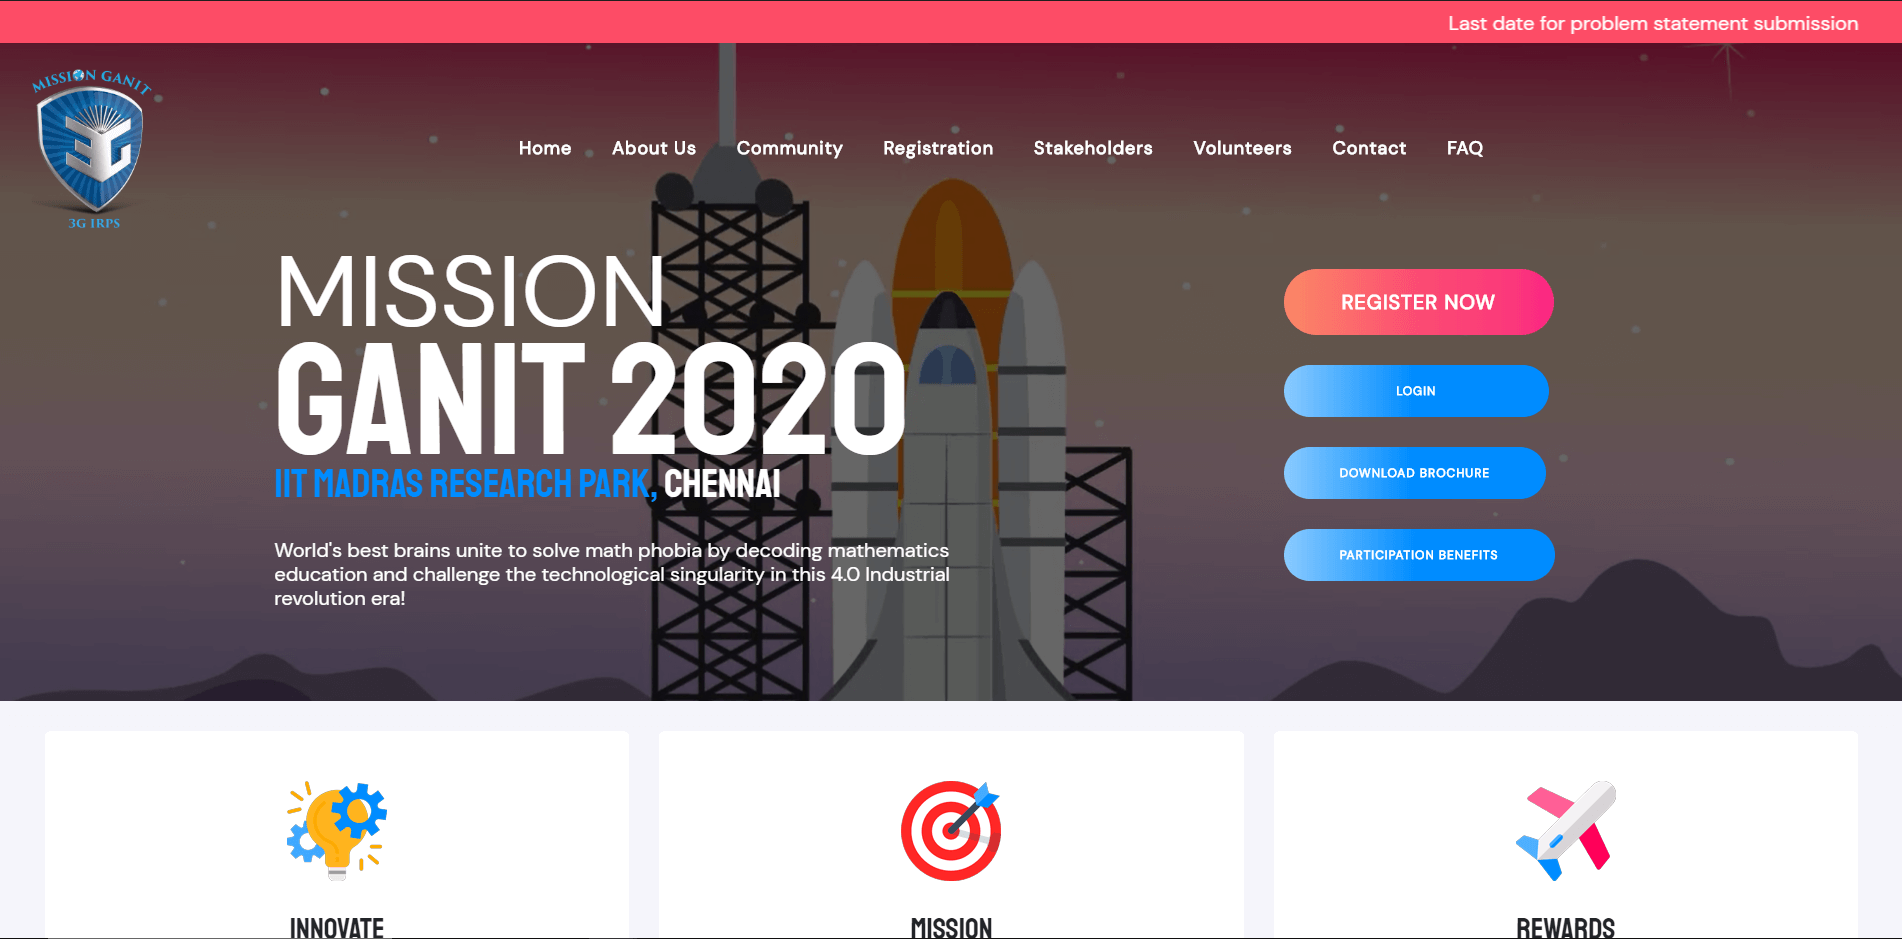 Last date for problem statement submission
MISSION GANIT
3G
3G IRPS
Home About Us Community Registration Stakeholders Volunteers Contact FAQ
MISSION
GANIT 2020
IIT MADRAS RESEARCH PARK, CHENNAI
World's best brains unite to solve math phobia by decoding mathematics
education and challenge the technological singularity in this 4.0 Industrial
revolution era!
REGISTER NOW
LOGIN
DOWNLOAD BROCHURE
PARTICIPATION BENEFITS
INNOVATE
MISSION
REWARDS